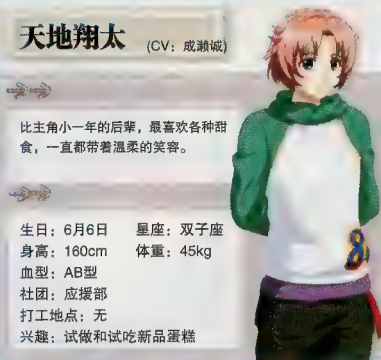 天地翔太 (CV：成濑诚)
比主角小一年的后辈，最喜欢各种甜
食，一直都带着温柔的笑容。
生日：6月6日 星座：双子座
身高：160cm 体重：45kg
血型：AB型
社团：应援部
打工地点：无
兴趣：试做和试吃新品蛋糕